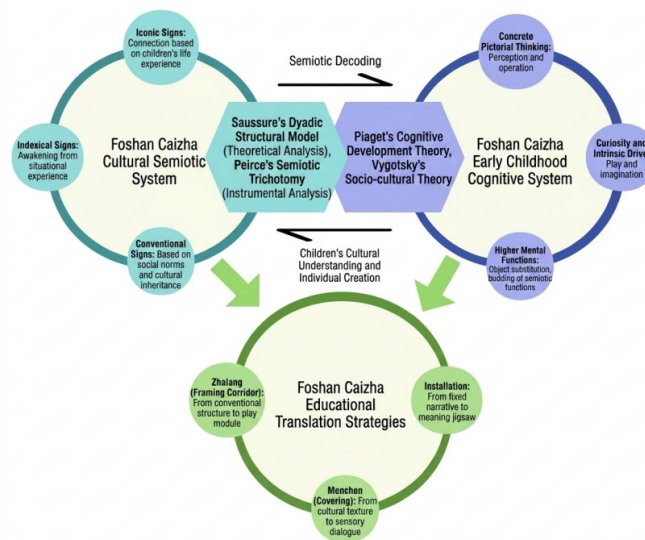 Iconic Signs:
Connection based
on children's life
experience
Semiotic Decoding
Concrete
Pictorial Thinking:
Perception and
operation
Indexical Signs:
Awakening from
situational
experience
Foshan Caizha
Cultural Semiotic
System
Saussure's Dyadic
Structural Model
(Theoretical Analysis),
Peirce's Semiotic
Trichotomy
(Instrumental Analysis)
Piaget's Cognitive
Development Theory,
Vygotsky's
Socio-cultural Theory
Foshan Caizha
Early Childhood
Cognitive System
Curiosity and
Intrinsic Drive:
Play and
imagination
Conventional
Signs: Based on
social norms
and cultural
inheritance
Children's Cultural
Understanding and
Individual Creation
Higher Mental
Functions:
Object substitution,
budding of semiotic
functions
Zhalang
(Framing Corridor):
From conventional
structure to play
module
Foshan Caizha
Educational
Translation Strategies
Installation:
From fixed
narrative to
meaning jigsaw
Menchen
(Covering): From
cultural texture
to sensory
dialogue